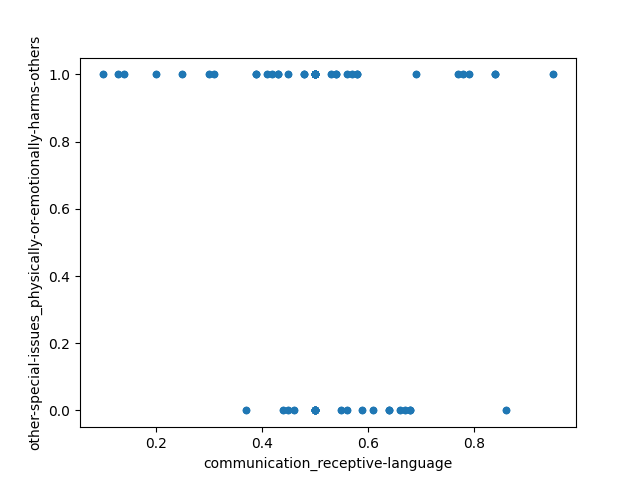 other-special-issues_physically-or-emotionally-harms-others
1.0
0.8
0.6
0.4
0.2
0.0
0.2 0.4 0.6 0.8
communication_receptive-language